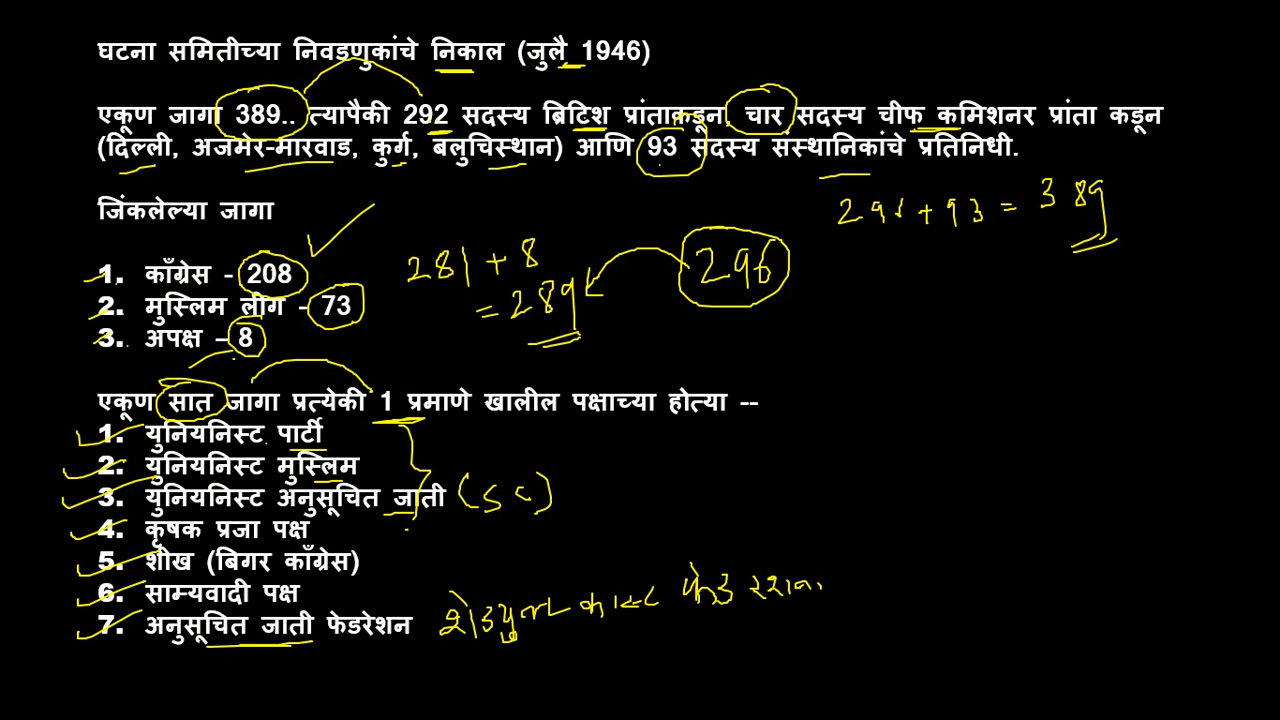 घटना समितीच्या निवडणुकांचे निकाल (जुलै 1946)
एकूण जागा 389.. त्यापैकी 292 सदस्य ब्रिटिश प्रांताकडून, चार सदस्य चीफ कमिशनर प्रांता कडून
(दिल्ली, अजमेर-मारवाड, कुर्ग, बलुचिस्थान) आणि 93 सदस्य संस्थानिकांचे प्रतिनिधी.
जिंकलेल्या जागा
+ 93 = 389
296
281 + 8
= 289
1. काँग्रेस - 208
2. मुस्लिम लीग - 73
3. अपक्ष - 8
एकूण सात जागा प्रत्येकी 1 प्रमाणे खालील पक्षाच्या होत्या --
1. युनियनिस्ट पार्टी
2. युनियनिस्ट मुस्लिम
3. युनियनिस्ट अनुसूचित जाती (SC)
4. कृषक प्रजा पक्ष
5. शीख (बिगर काँग्रेस)
6. साम्यवादी पक्ष
7. अनुसूचित जाती फेडरेशन